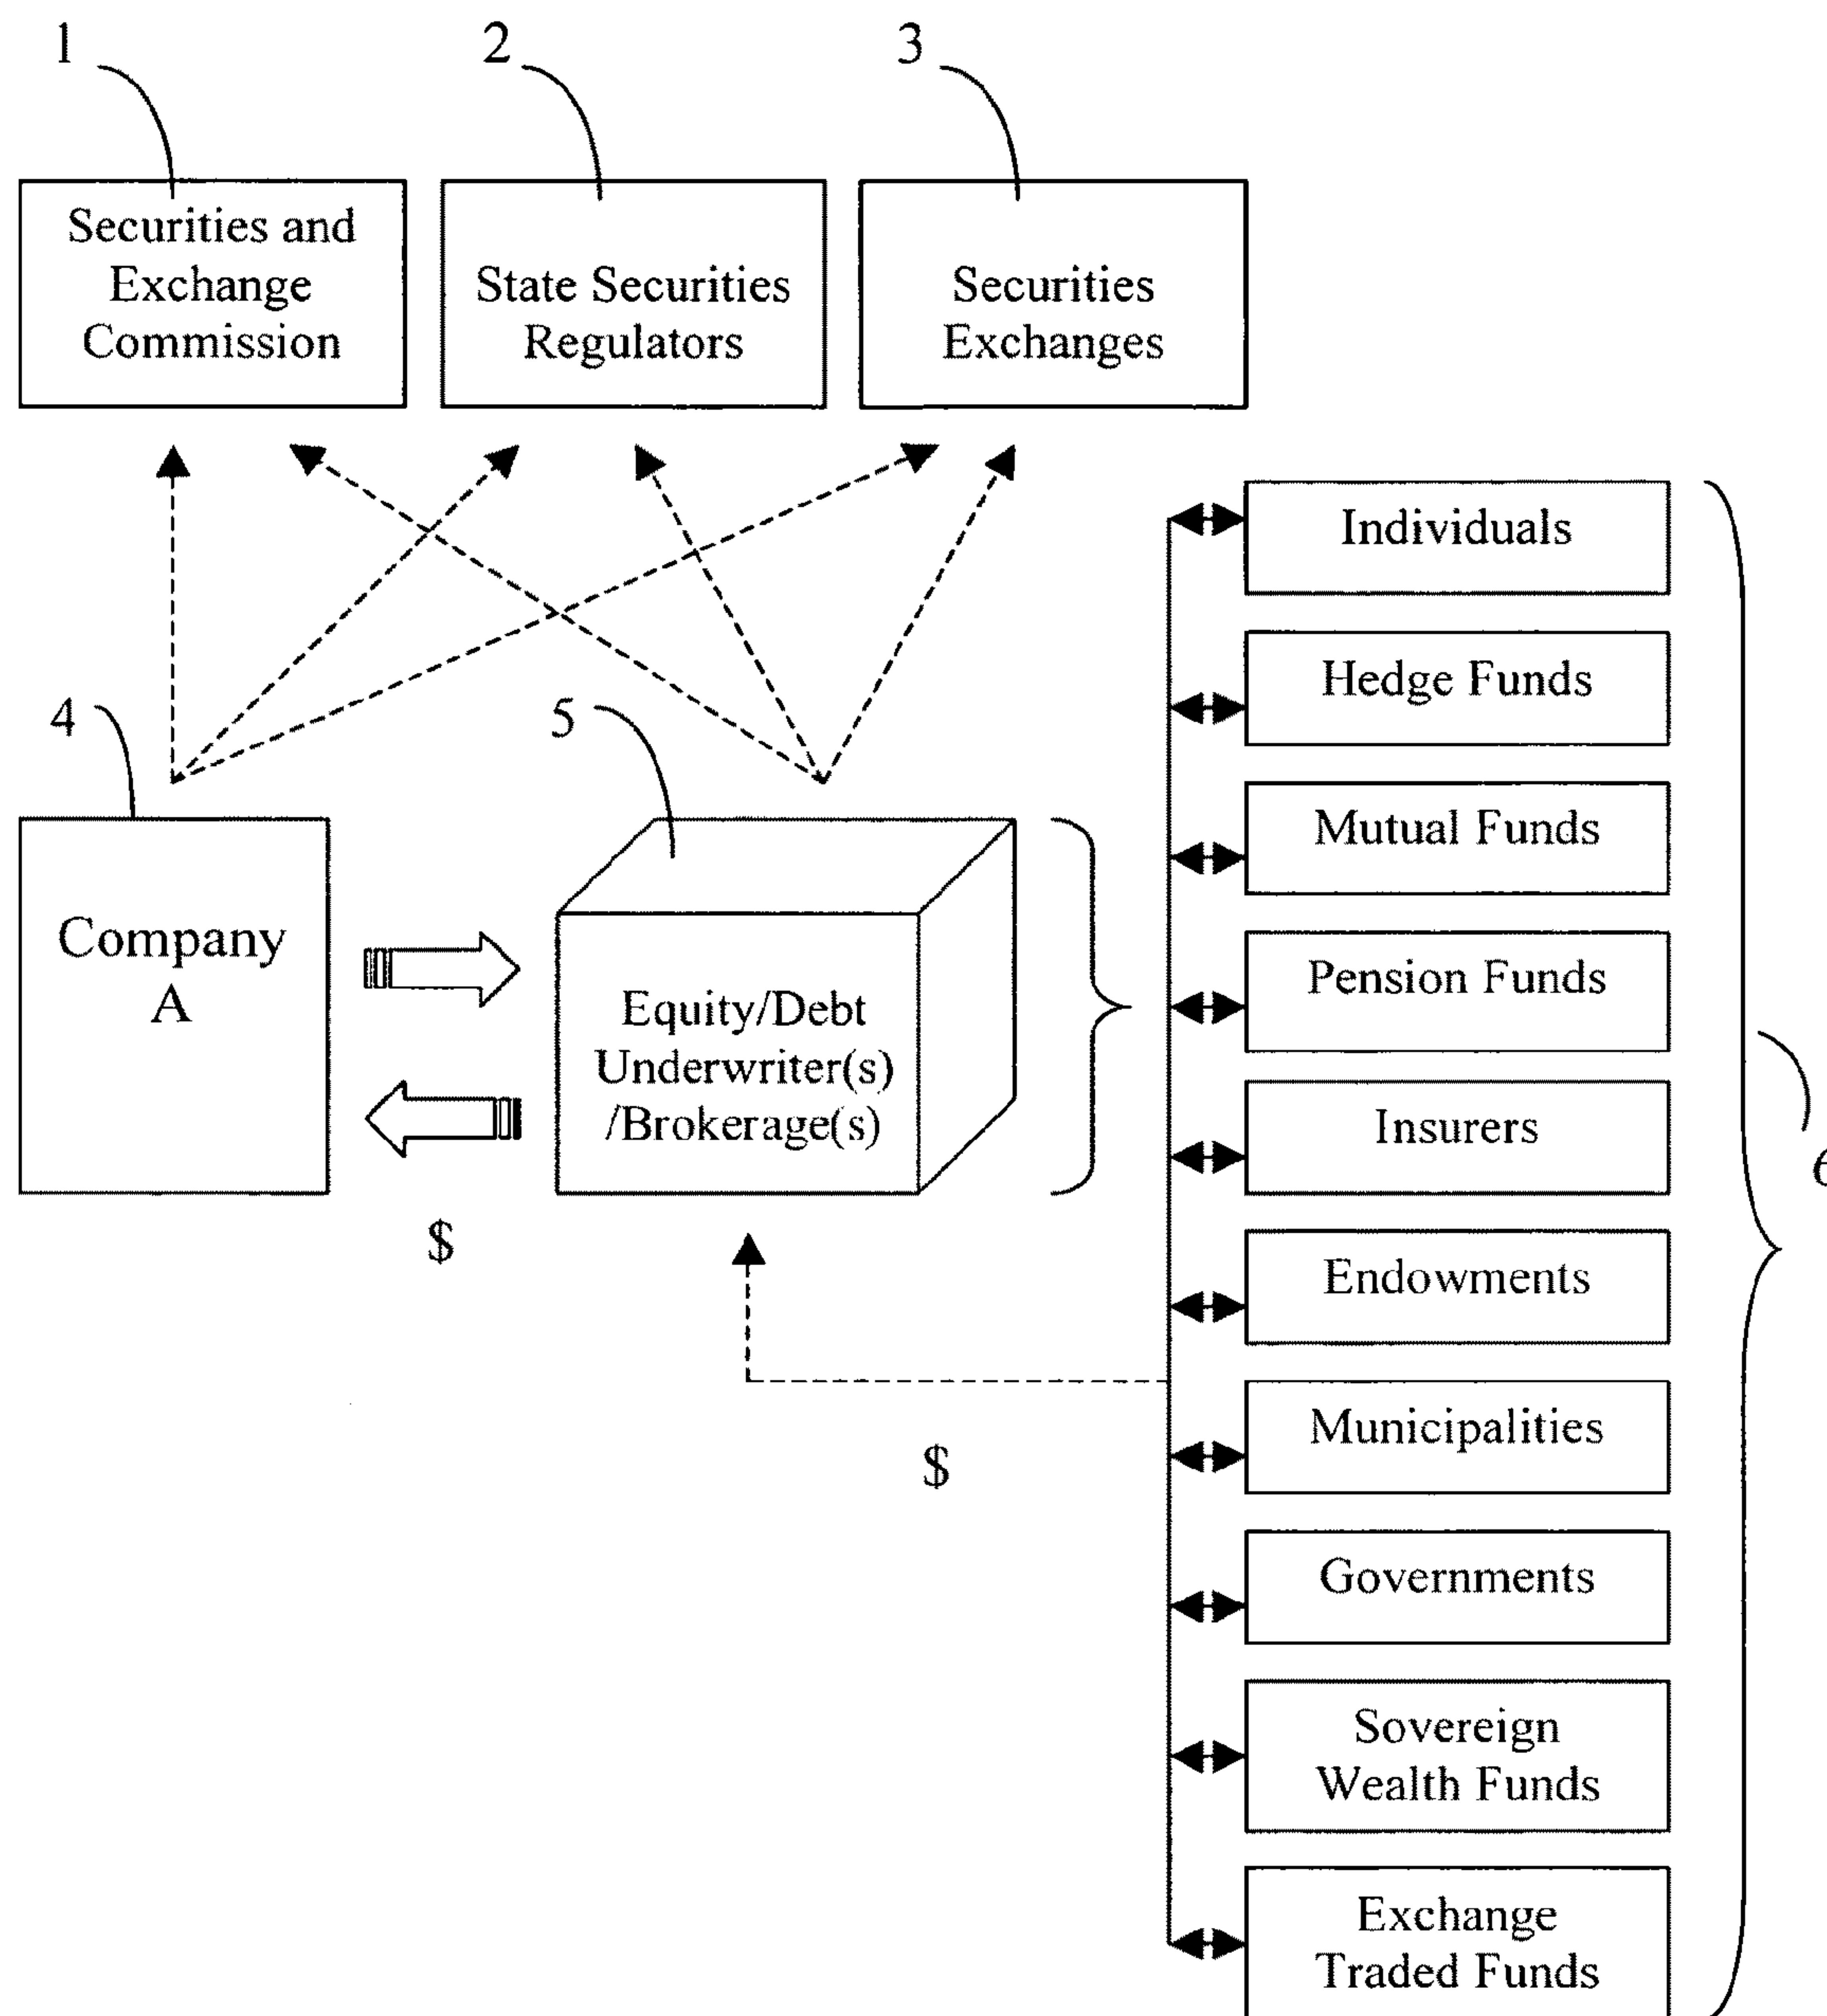 1
2
3
Securities and
Exchange
Commission
State Securities
Regulators
Securities
Exchanges
4
5
Company
A
Equity/Debt
Underwriter(s)
/Brokerage(s)
$
$
Individuals
Hedge Funds
Mutual Funds
Pension Funds
Insurers
Endowments
Municipalities
Governments
Sovereign
Wealth Funds
Exchange
Traded Funds
6